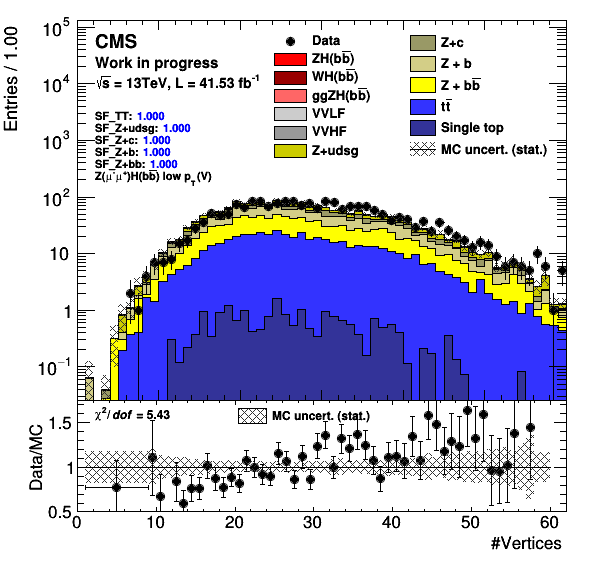 CMS
Work in progress
√s = 13TeV, L = 41.53 fb⁻¹
SF_TT: 1.000
SF_Z+udsg: 1.000
SF_Z+c: 1.000
SF_Z+b: 1.000
SF_Z+bb: 1.000
Z(μ⁻μ⁺)H(bb̅) low p_T(V)
Data
ZH(bb̅)
WH(bb̅)
ggZH(bb̅)
VVLF
VVHF
Z+udsg
Z+c
Z + b
Z + bb̅
tt̅
Single top
MC uncert. (stat.)
Entries / 1.00
10⁵
10⁴
10³
10²
10
1
10⁻¹
χ²/dof = 5.43
MC uncert. (stat.)
Data/MC
1.5
1
0.5
0 10 20 30 40 50 60
#Vertices